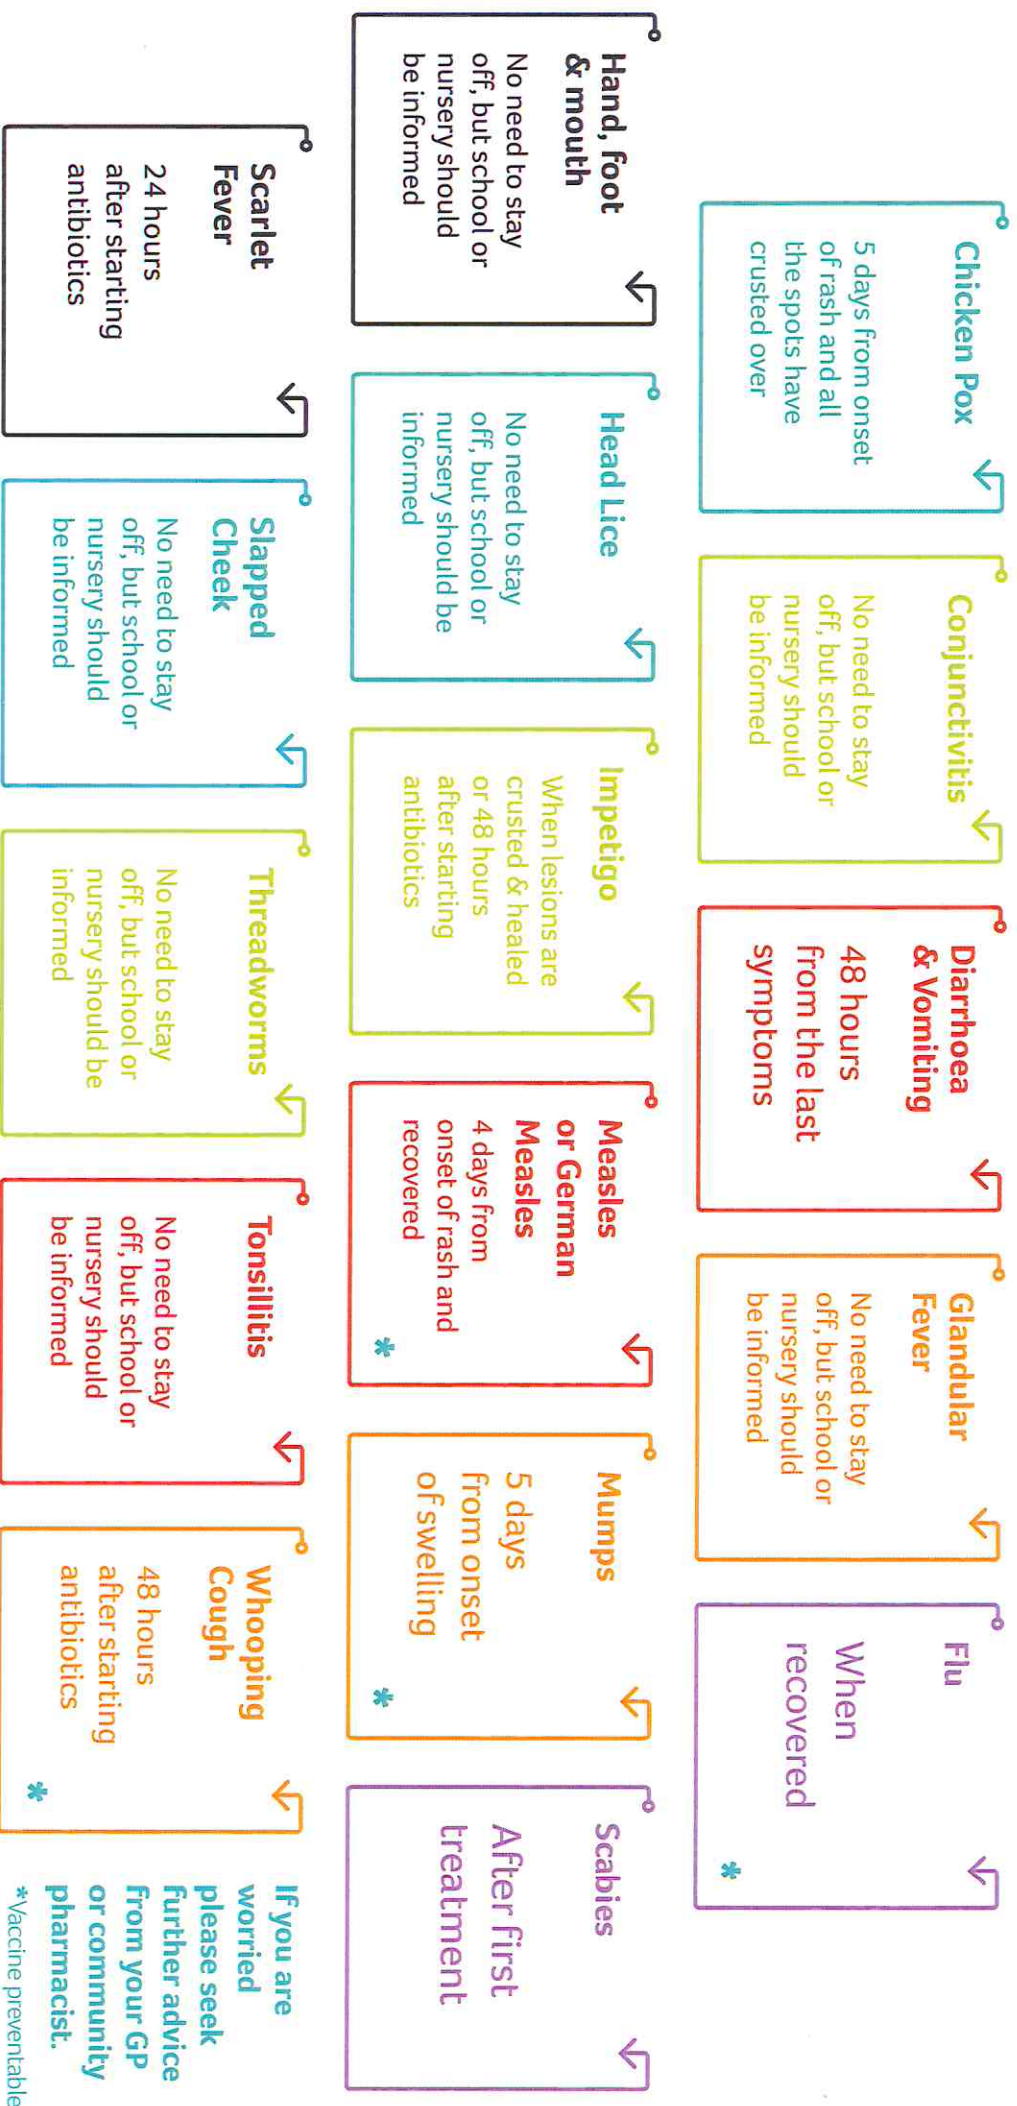 Chicken Pox
5 days from onset
of rash and all
the spots have
crusted over
Conjunctivitis
No need to stay
off, but school or
nursery should
be informed
Diarrhoea
& Vomiting
48 hours
from the last
symptoms
Glandular
Fever
No need to stay
off, but school or
nursery should
be informed
Flu
When
recovered
*
Hand, foot
& mouth
No need to stay
off, but school or
nursery should
be informed
Head Lice
No need to stay
off, but school or
nursery should be
informed
Impetigo
When lesions are
crusted & healed
or 48 hours
after starting
antibiotics
Measles
or German
Measles
4 days from
onset of rash and
recovered
*
Mumps
5 days
from onset
of swelling
*
Scabies
After first
treatment
Scarlet
Fever
24 hours
after starting
antibiotics
Slapped
Cheek
No need to stay
off, but school or
nursery should
be informed
Threadworms
No need to stay
off, but school or
nursery should be
informed
Tonsillitis
No need to stay
off, but school or
nursery should
be informed
Whooping
Cough
48 hours
after starting
antibiotics
*
If you are
worried
please seek
further advice
from your GP
or community
pharmacist.
*Vaccine preventable